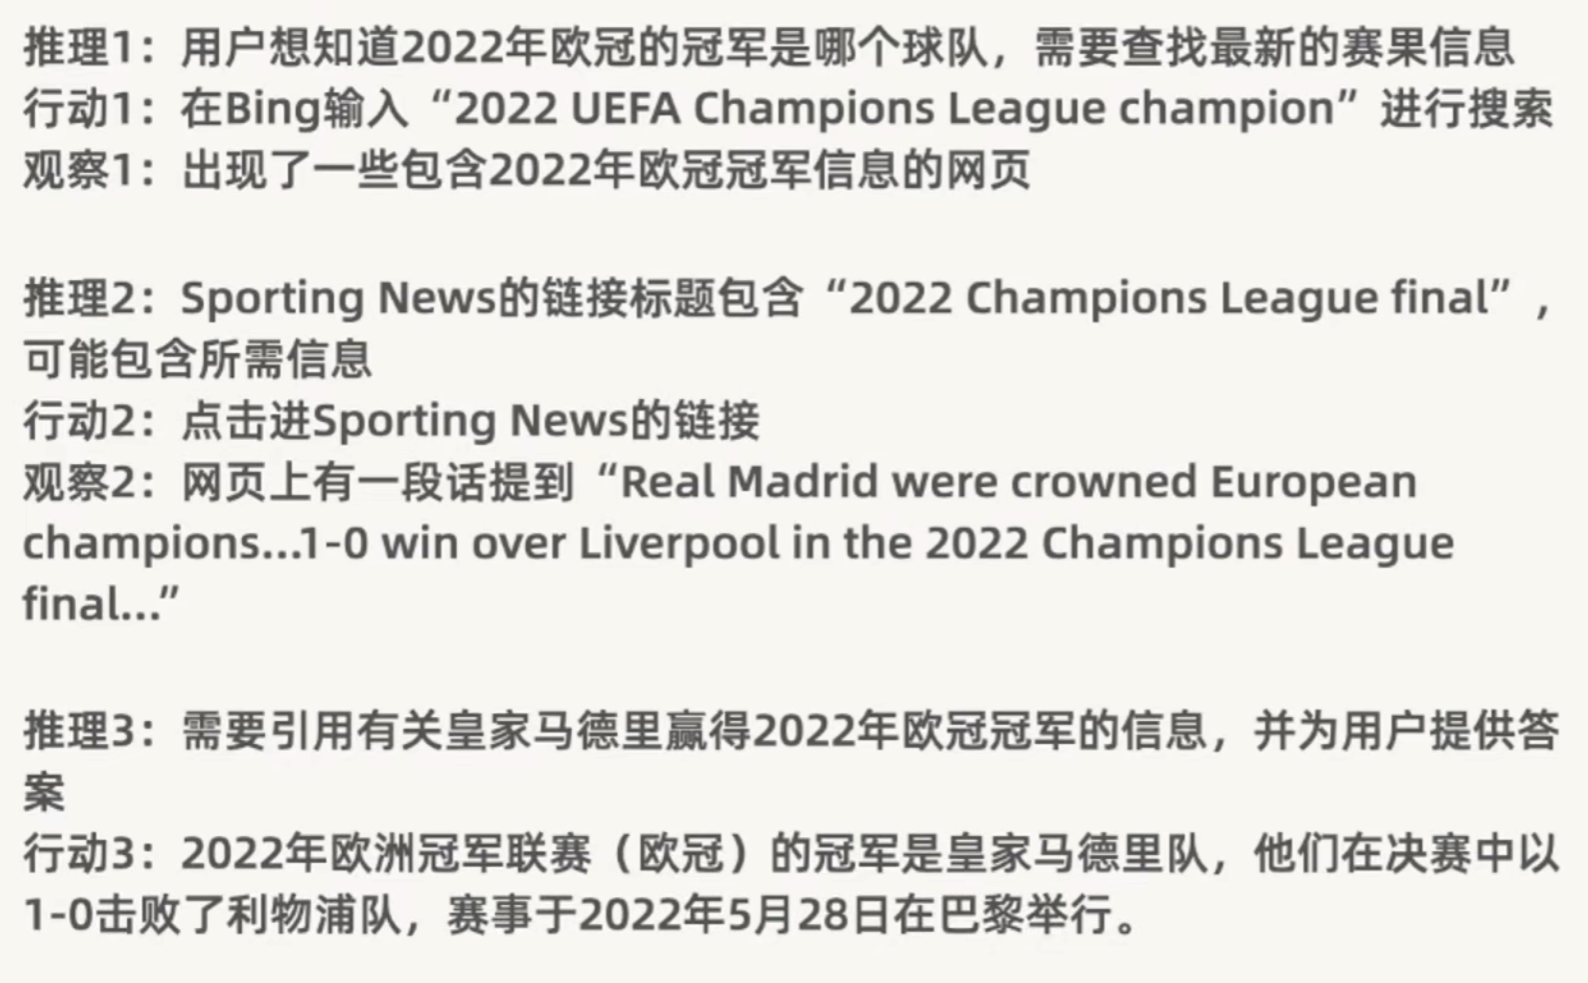 推理1：用户想知道2022年欧冠的冠军是哪个球队，需要查找最新的赛果信息
行动1：在Bing输入“2022 UEFA Champions League champion”进行搜索
观察1：出现了一些包含2022年欧冠冠军信息的网页
推理2：Sporting News的链接标题包含“2022 Champions League final”，
可能包含所需信息
行动2：点击进Sporting News的链接
观察2：网页上有一段话提到“Real Madrid were crowned European
champions...1-0 win over Liverpool in the 2022 Champions League
final...”
推理3：需要引用有关皇家马德里赢得2022年欧冠冠军的信息，并为用户提供答
案
行动3：2022年欧洲冠军联赛（欧冠）的冠军是皇家马德里队，他们在决赛中以
1-0击败了利物浦队，赛事于2022年5月28日在巴黎举行。